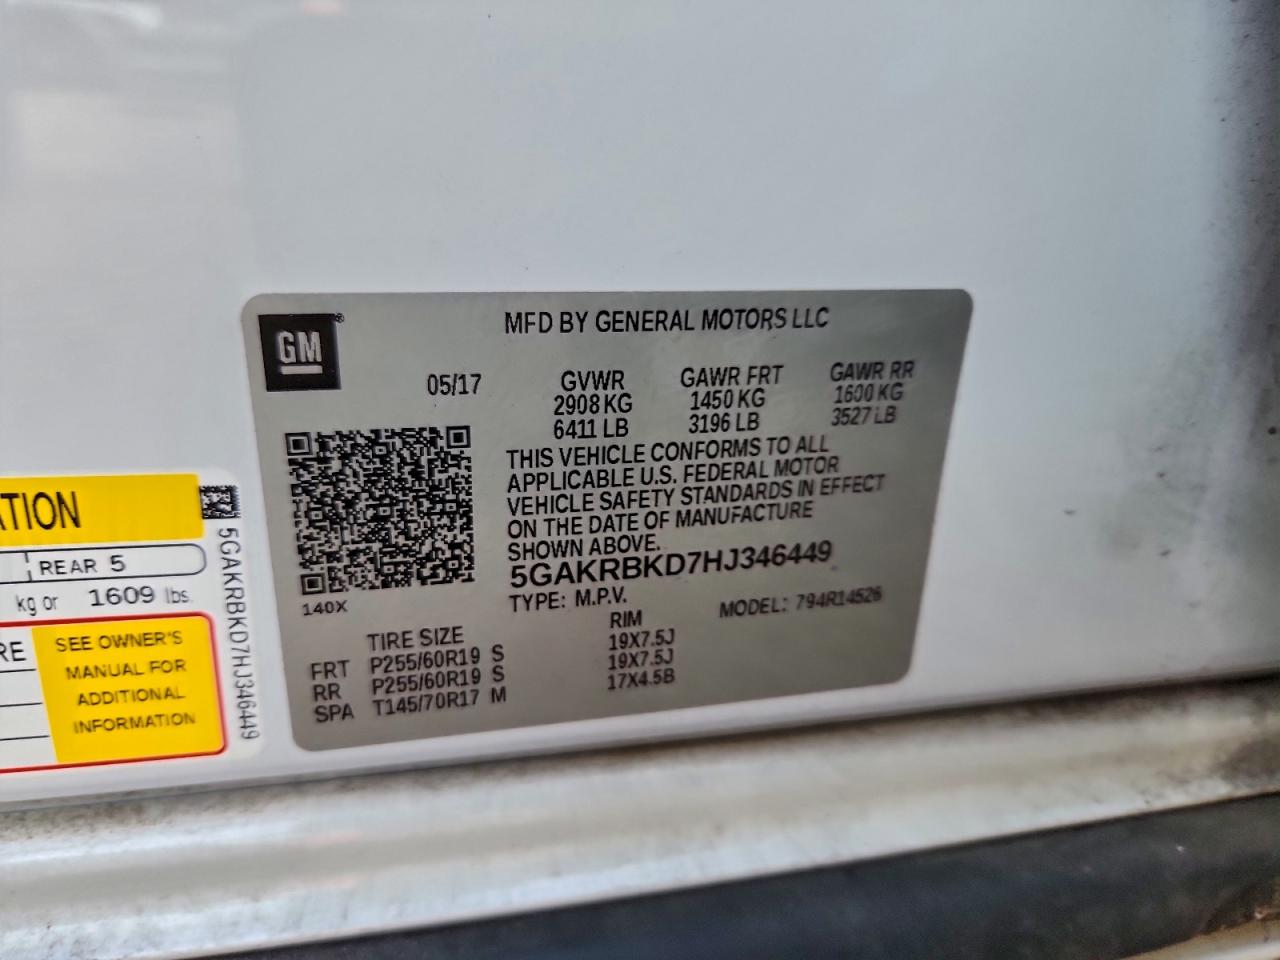 GM®
MFD BY GENERAL MOTORS LLC
05/17
GVWR
2908 KG
6411 LB
GAWR FRT
1450 KG
3196 LB
GAWR RR
1600 KG
3527 LB
THIS VEHICLE CONFORMS TO ALL
APPLICABLE U.S. FEDERAL MOTOR
VEHICLE SAFETY STANDARDS IN EFFECT
ON THE DATE OF MANUFACTURE
SHOWN ABOVE.
5GAKRBKD7HJ346449
TYPE: M.P.V.
MODEL: 794R14526
140X
TIRE SIZE
RIM
FRT P255/60R19 S 19X7.5J
RR P255/60R19 S 19X7.5J
SPA T145/70R17 M 17X4.5B
ATION
REAR 5
kg or 1609 lbs.
RE
SEE OWNER'S
MANUAL FOR
ADDITIONAL
INFORMATION
5GAKRBKD7HJ346449